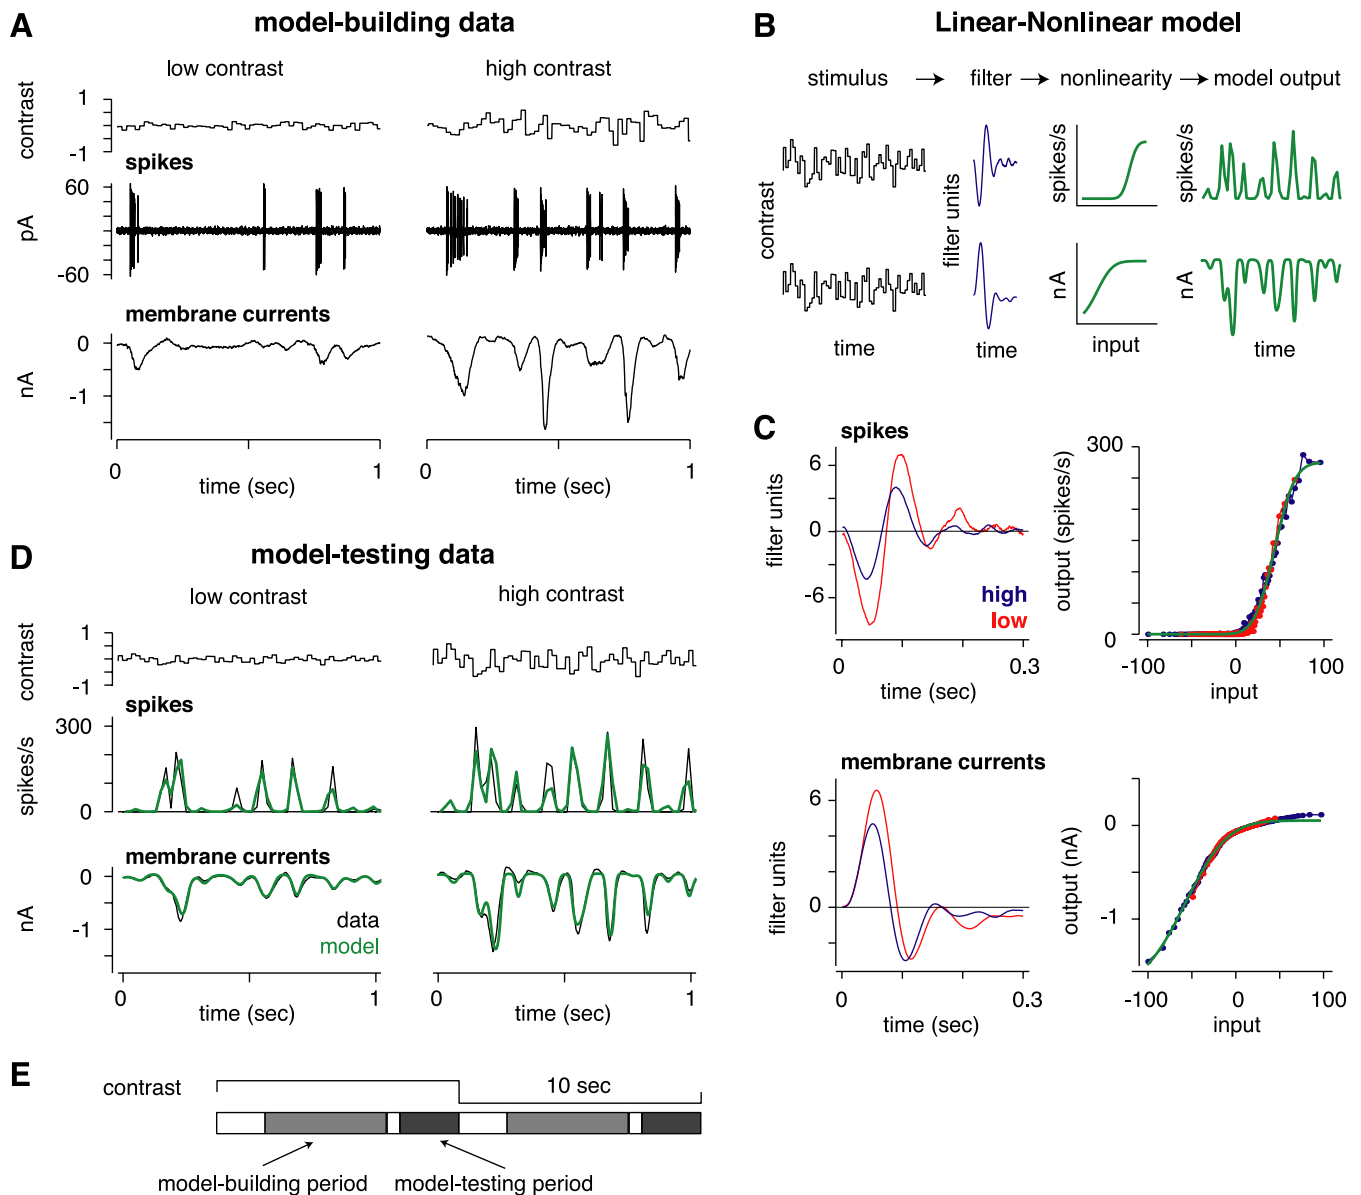 A
model-building data
low contrast
high contrast
contrast
1
-1
spikes
pA
60
0
-60
membrane currents
nA
0
-1
0
1
0
1
time (sec)
time (sec)
B
Linear-Nonlinear model
stimulus → filter → nonlinearity → model output
contrast
filter units
spikes/s
spikes/s
nA
nA
time
time
input
time
C
spikes
filter units
6
0
-6
high
low
0
0.3
time (sec)
output (spikes/s)
300
0
-100
0
100
input
membrane currents
filter units
6
0
0
0.3
time (sec)
output (nA)
0
-1
-100
0
100
input
D
model-testing data
low contrast
high contrast
contrast
1
-1
spikes
spikes/s
300
0
membrane currents
nA
0
-1
data
model
0
1
0
1
time (sec)
time (sec)
E
contrast
10 sec
model-building period
model-testing period